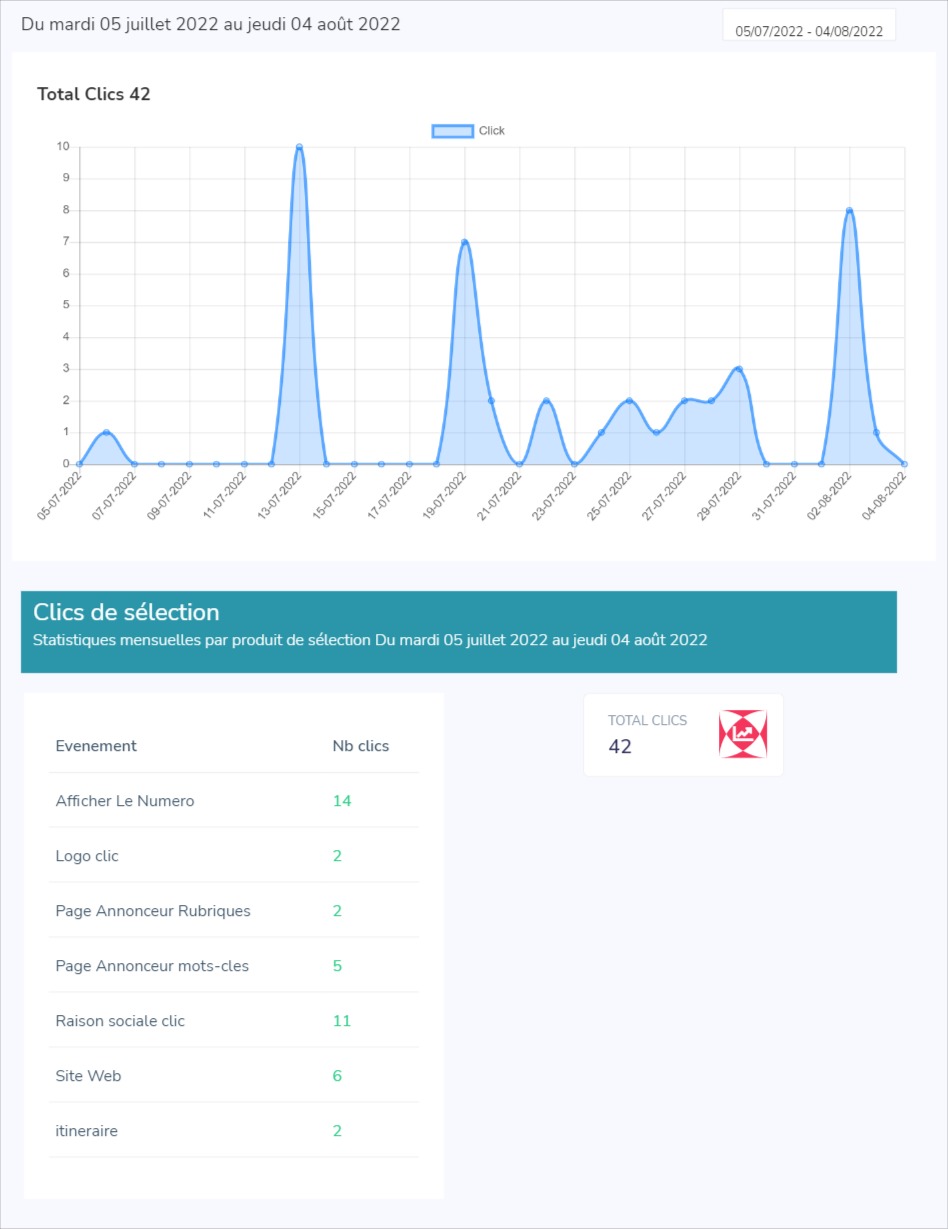 Du mardi 05 juillet 2022 au jeudi 04 août 2022
05/07/2022 - 04/08/2022
Total Clics 42
Click
10
9
8
7
6
5
4
3
2
1
0
05-07-2022
07-07-2022
09-07-2022
11-07-2022
13-07-2022
15-07-2022
17-07-2022
19-07-2022
21-07-2022
23-07-2022
25-07-2022
27-07-2022
29-07-2022
31-07-2022
02-08-2022
04-08-2022
Clics de sélection
Statistiques mensuelles par produit de sélection Du mardi 05 juillet 2022 au jeudi 04 août 2022
TOTAL CLICS
42
Evenement Nb clics
Afficher Le Numero 14
Logo clic 2
Page Annonceur Rubriques 2
Page Annonceur mots-cles 5
Raison sociale clic 11
Site Web 6
itineraire 2